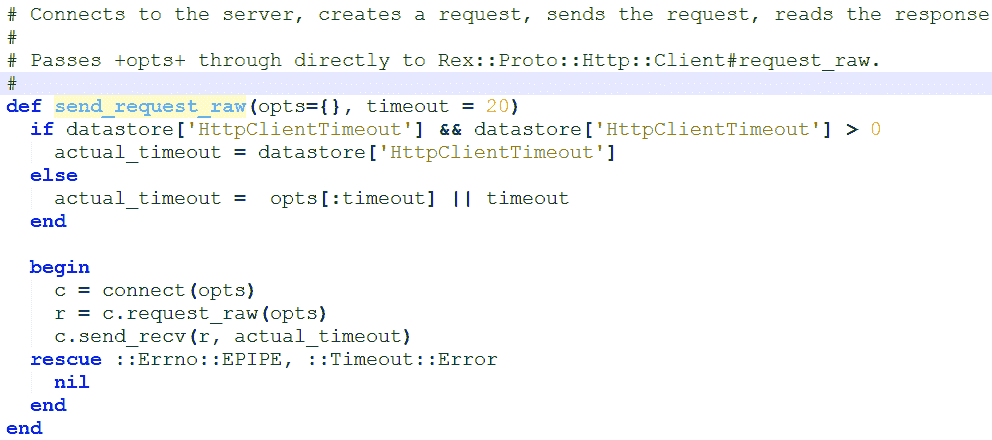 # Connects to the server, creates a request, sends the request, reads the response
#
# Passes +opts+ through directly to Rex::Proto::Http::Client#request_raw.
#
def send_request_raw(opts={}, timeout = 20)
  if datastore['HttpClientTimeout'] && datastore['HttpClientTimeout'] > 0
    actual_timeout = datastore['HttpClientTimeout']
  else
    actual_timeout =  opts[:timeout] || timeout
  end

  begin
    c = connect(opts)
    r = c.request_raw(opts)
    c.send_recv(r, actual_timeout)
  rescue ::Errno::EPIPE, ::Timeout::Error
    nil
  end
end